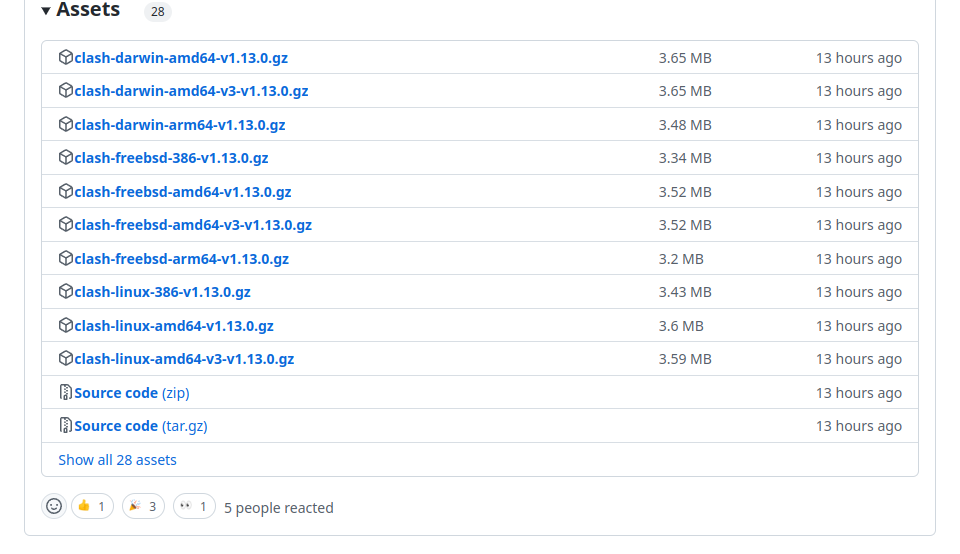 Assets 28
clash-darwin-amd64-v1.13.0.gz 3.65 MB 13 hours ago
clash-darwin-amd64-v3-v1.13.0.gz 3.65 MB 13 hours ago
clash-darwin-arm64-v1.13.0.gz 3.48 MB 13 hours ago
clash-freebsd-386-v1.13.0.gz 3.34 MB 13 hours ago
clash-freebsd-amd64-v1.13.0.gz 3.52 MB 13 hours ago
clash-freebsd-amd64-v3-v1.13.0.gz 3.52 MB 13 hours ago
clash-freebsd-arm64-v1.13.0.gz 3.2 MB 13 hours ago
clash-linux-386-v1.13.0.gz 3.43 MB 13 hours ago
clash-linux-amd64-v1.13.0.gz 3.6 MB 13 hours ago
clash-linux-amd64-v3-v1.13.0.gz 3.59 MB 13 hours ago
Source code (zip) 13 hours ago
Source code (tar.gz) 13 hours ago
Show all 28 assets
1 3 1 5 people reacted